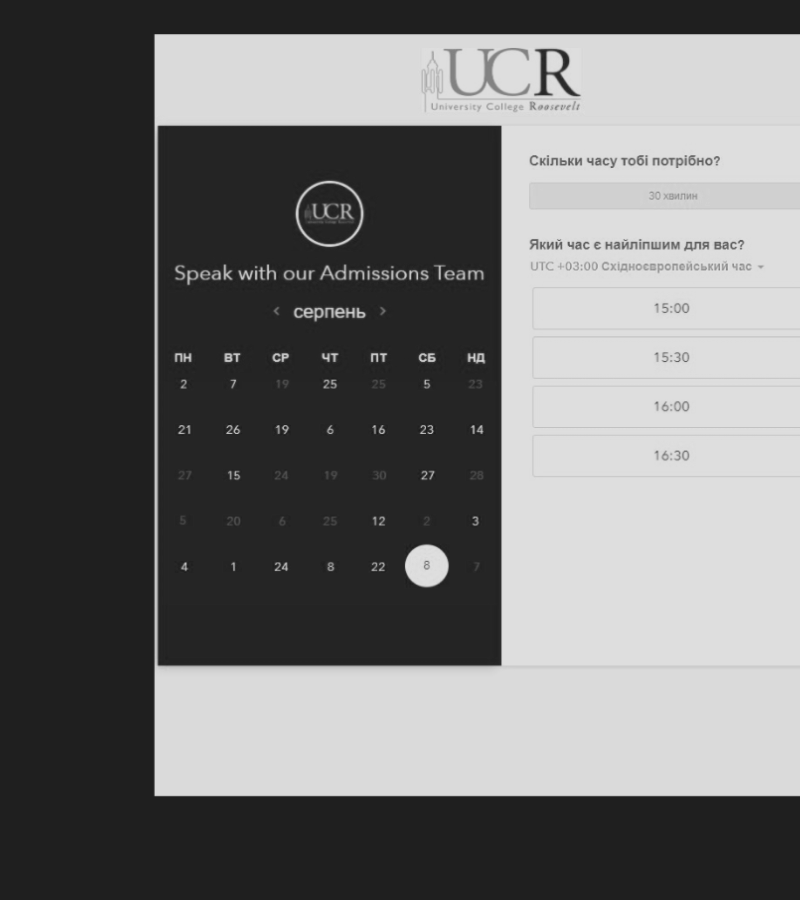 UCR
University College Roosevelt
UCR
Speak with our Admissions Team
< серпень >
ПН ВТ СР ЧТ ПТ СБ НД
2 7 19 25 25 5 23
21 26 19 6 16 23 14
27 15 24 19 30 27 28
5 20 6 25 12 2 3
4 1 24 8 22 8 7
Скільки часу тобі потрібно?
30 хвилин
Який час є найліпшим для вас?
UTC +03:00 Східноєвропейський час
15:00
15:30
16:00
16:30